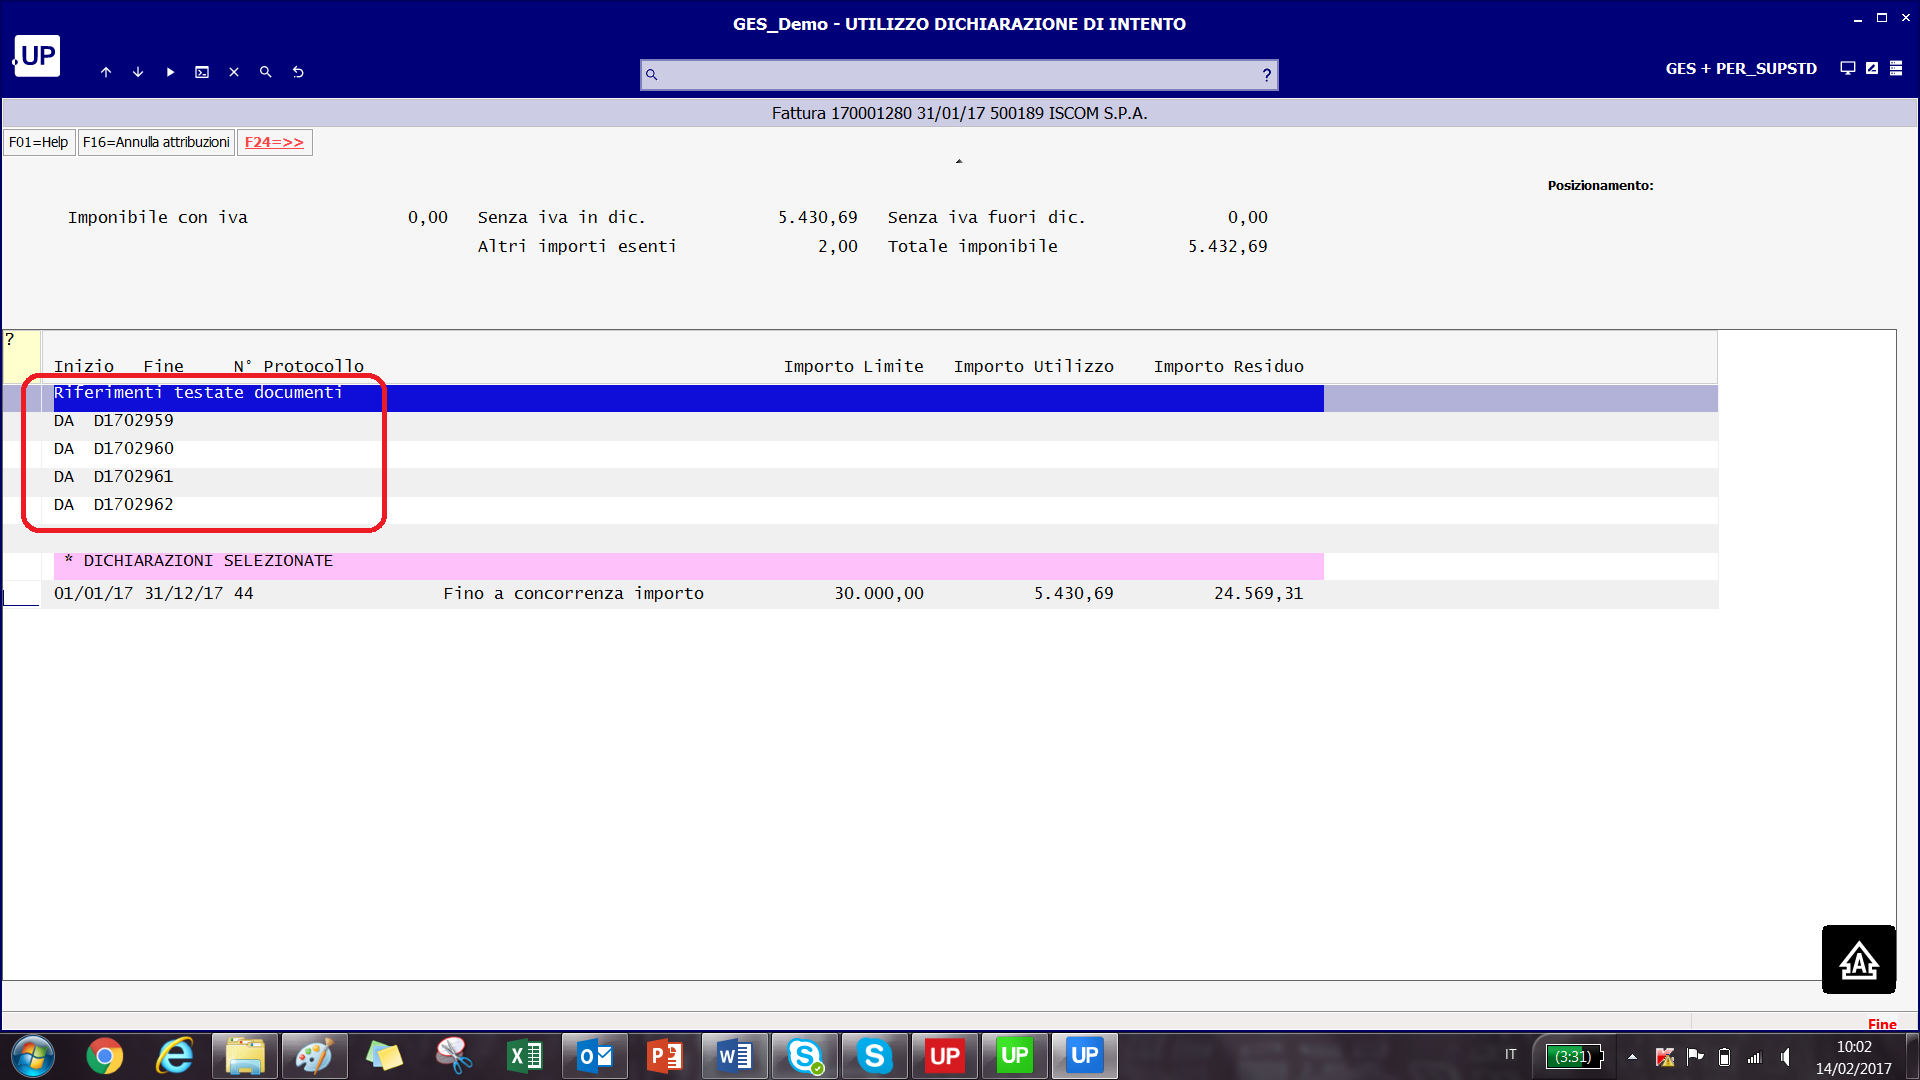 GES_Demo - UTILIZZO DICHIARAZIONE DI INTENTO
UP
?
GES + PER_SUPSTD
Fattura 170001280 31/01/17 500189 ISCOM S.P.A.
F01=Help F16=Annulla attribuzioni F24=>>
Posizionamento:
Imponibile con iva 0,00 Senza iva in dic. 5.430,69 Senza iva fuori dic. 0,00
Altri importi esenti 2,00 Totale imponibile 5.432,69
?
Inizio Fine N° Protocollo Importo Limite Importo Utilizzo Importo Residuo
Riferimenti testate documenti
DA D1702959
DA D1702960
DA D1702961
DA D1702962
* DICHIARAZIONI SELEZIONATE
01/01/17 31/12/17 44 Fino a concorrenza importo 30.000,00 5.430,69 24.569,31
A
Fine
UP UP UP
IT (3:31) 10:02
14/02/2017